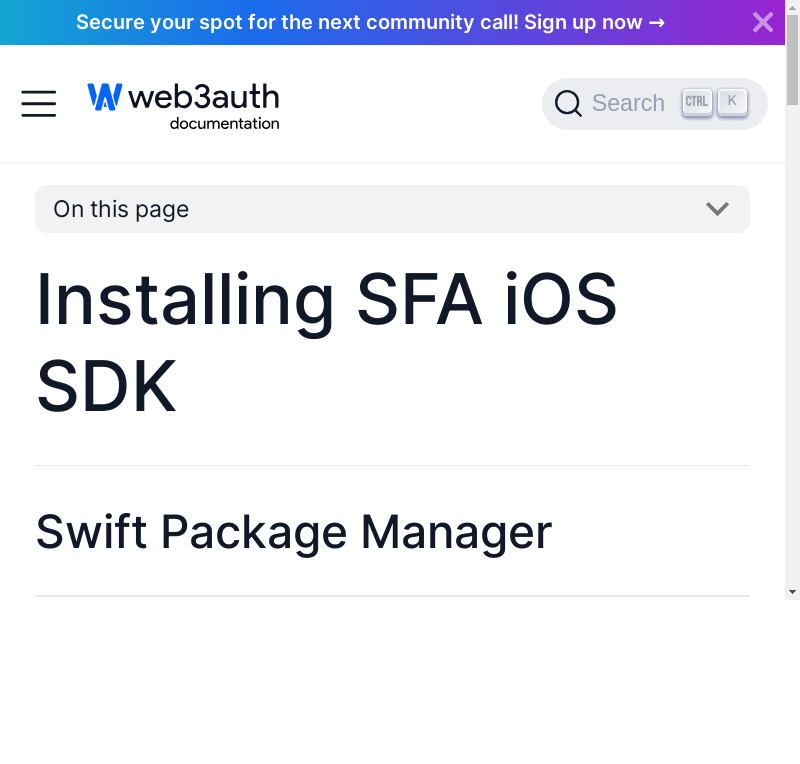 Secure your spot for the next community call! Sign up now →
web3auth
documentation
Search CTRL K
On this page
Installing SFA iOS
SDK
Swift Package Manager